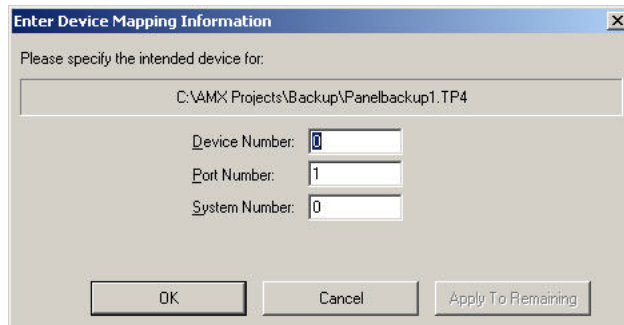 Enter Device Mapping Information
Please specify the intended device for:
C:\AMX Projects\Backup\Panelbackup1.TP4
Device Number: 0
Port Number: 1
System Number: 0
OK Cancel Apply To Remaining